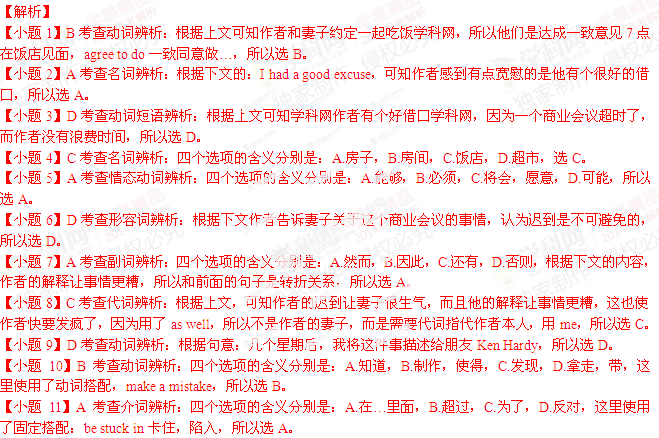 【解析】
【小题 1】B 考查动词辨析：根据上文可知作者和妻子约定一起吃饭学科网，所以他们是达成一致意见 7 点
在饭店见面，agree to do 一致同意做…，所以选 B。
【小题 2】A 考查名词辨析：根据下文的：I had a good excuse，可知作者感到有点宽慰的是他有个很好的借
口，所以选 A。
【小题 3】D 考查动词短语辨析：根据上文可知学科网作者有个好借口学科网，因为一个商业会议超时了，
而作者没有浪费时间，所以选 D。
【小题 4】C 考查名词辨析：四个选项的含义分别是：A.房子，B.房间，C.饭店，D.超市，选 C。
【小题 5】A 考查情态动词辨析：四个选项的含义分别是：A.能够，B.必须，C.将会，愿意，D.可能，所以
选 A。
【小题 6】D 考查形容词辨析：根据下文作者告诉妻子关于这个商业会议的事情，认为迟到是不可避免的，
所以选 D。
【小题 7】A 考查副词辨析：四个选项的含义分别是：A.然而，B.因此，C.还有，D.否则，根据下文的内容，
作者的解释让事情更糟，所以和前面的句子是转折关系，所以选 A。
【小题 8】C 考查代词辨析：根据上文，可知作者的迟到让妻子很生气，而且他的解释让事情更糟，这也使
作者快要发疯了，因为用了 as well，所以不是作者的妻子，而是需要代词指代作者本人，用 me，所以选 C。
【小题 9】D 考查动词辨析：根据句意：几个星期后，我将这件事描述给朋友 Ken Hardy，所以选 D。
【小题 10】B 考查动词辨析：四个选项的含义分别是：A.知道，B.制作，使得，C.发现，D.拿走，带，这
里使用了动词搭配，make a mistake，所以选 B。
【小题 11】A 考查介词辨析：四个选项的含义分别是：A.在…里面，B.超过，C.为了，D.反对，这里使用
了固定搭配：be stuck in 卡住，陷入，所以选 A。